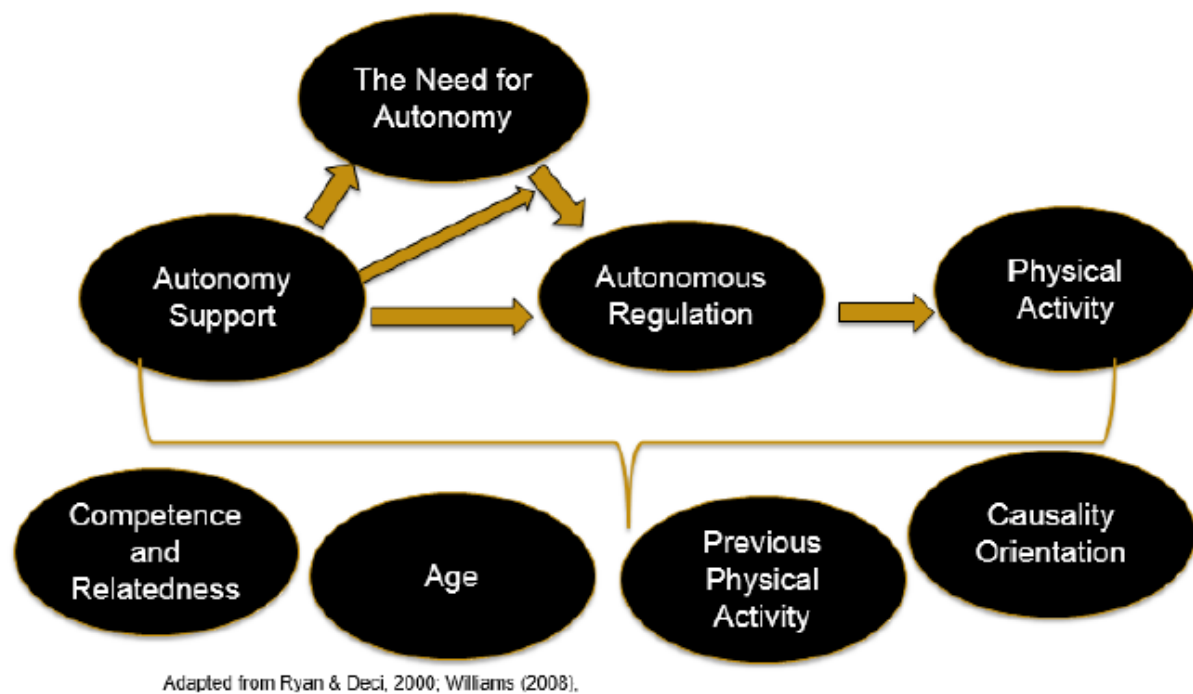 The Need for
Autonomy
Autonomy
Support
Autonomous
Regulation
Physical
Activity
Competence
and
Relatedness
Age
Previous
Physical
Activity
Causality
Orientation
Adapted from Ryan & Deci, 2000; Williams (2008),